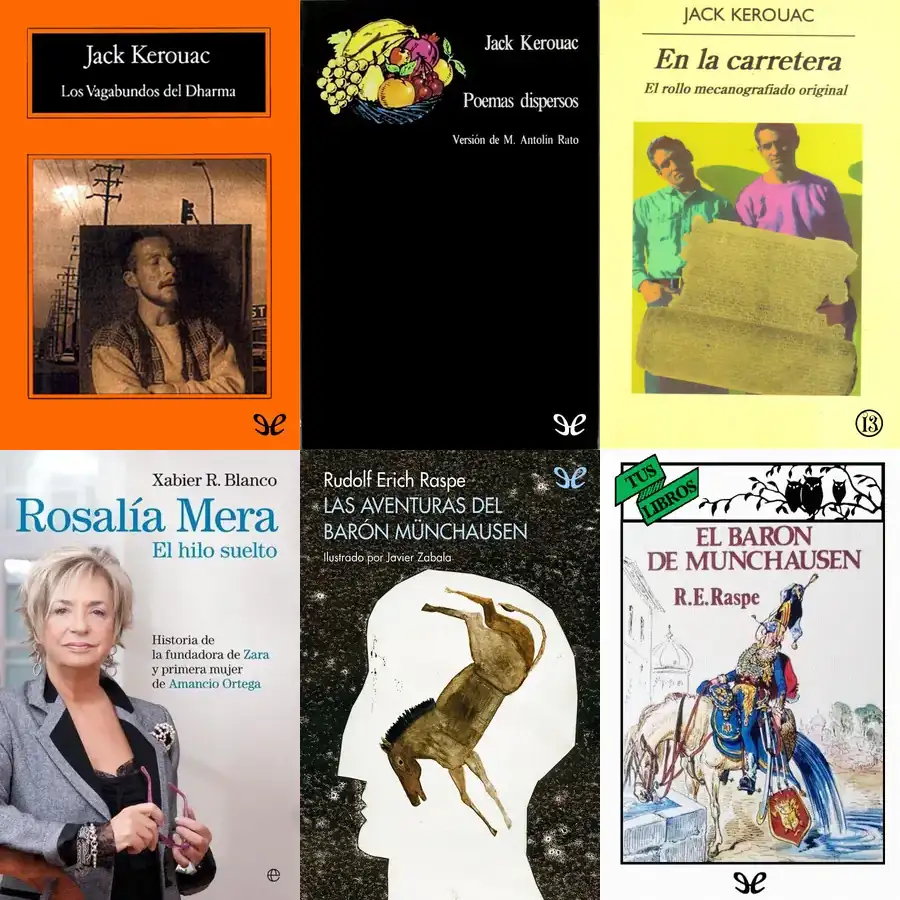 Jack Kerouac
Los Vagabundos del Dharma
ST
Jack Kerouac
Poemas dispersos
Versión de M. Antolín Rato
JACK KEROUAC
En la carretera
El rollo mecanografiado original
13
Xabier R. Blanco
Rosalía Mera
El hilo suelto
Historia de
la fundadora de Zara
y primera mujer
de Amancio Ortega
Rudolf Erich Raspe
LAS AVENTURAS DEL
BARÓN MÜNCHAUSEN
Ilustrado por Javier Zabala
TUS
LIBROS
EL BARON
DE MUNCHAUSEN
R.E.Raspe